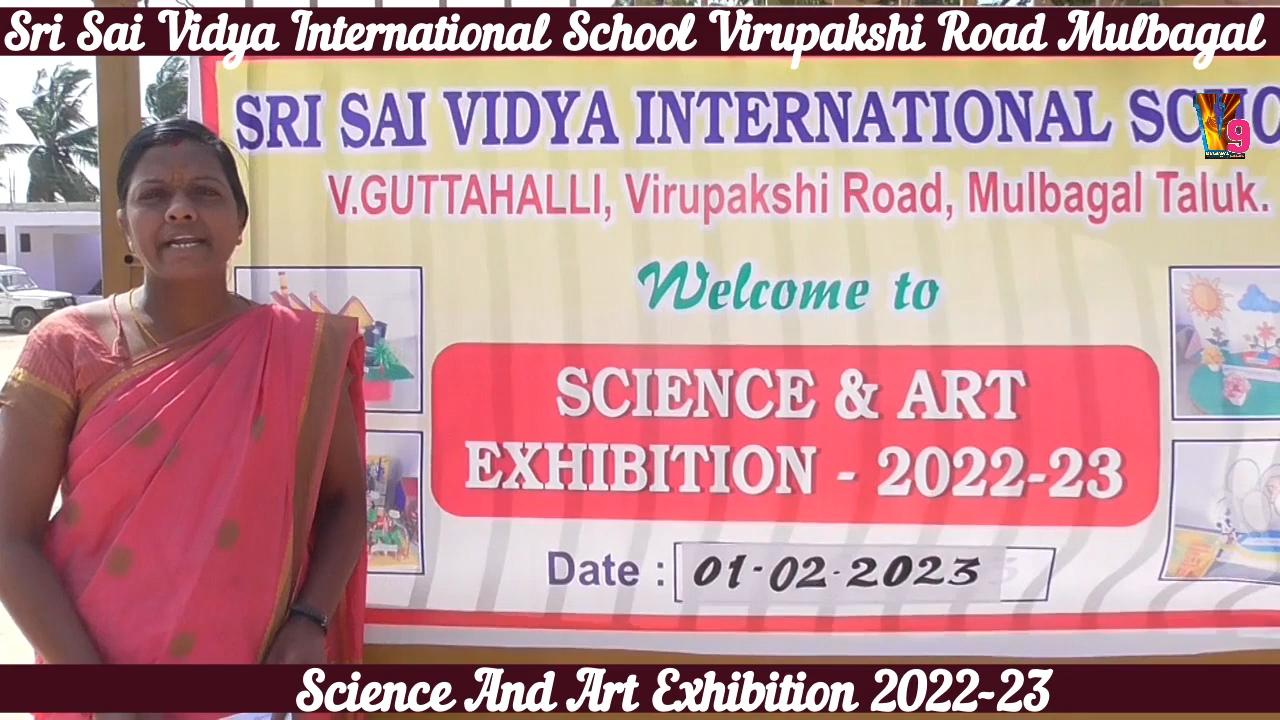 Sri Sai Vidya International School Virupakshi Road Mulbagal
SRI SAI VIDYA INTERNATIONAL
V9
V.GUTTAHALLI, Virupakshi Road, Mulbagal Taluk.
Welcome to
SCIENCE & ART
EXHIBITION - 2022-23
Date : 01-02-2023
Science And Art Exhibition 2022-23